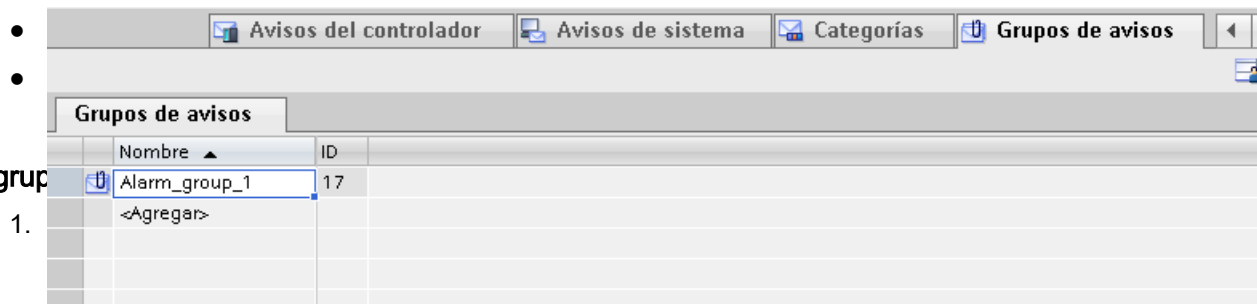 Avisos del controlador Avisos de sistema Categorías Grupos de avisos
Grupos de avisos
Nombre ID
grup
Alarm_group_1 17
1.
<Agregar>